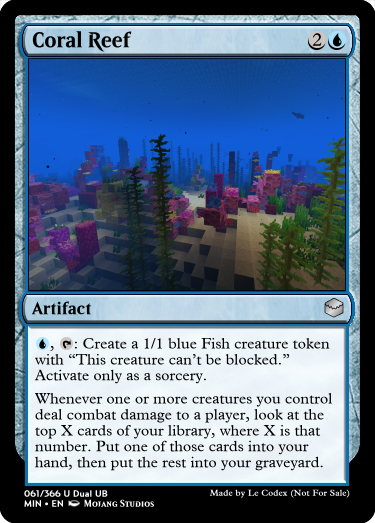 Coral Reef 2
Artifact
: Create a 1/1 blue Fish creature token
with “This creature can’t be blocked.”
Activate only as a sorcery.
Whenever one or more creatures you control
deal combat damage to a player, look at the
top X cards of your library, where X is that
number. Put one of those cards into your
hand, then put the rest into your graveyard.
061/366 U Dual UB
MIN • EN Mojang Studios
Made by Le Codex (Not For Sale)